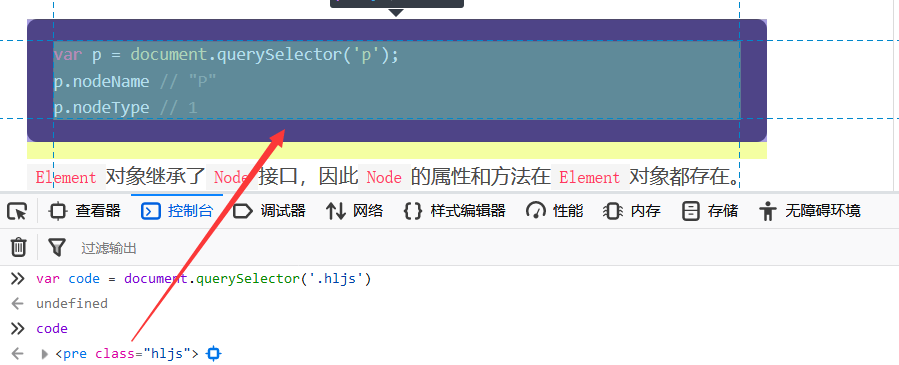 var p = document.querySelector('p');
p.nodeName // "P"
p.nodeType // 1
Element 对象继承了 Node 接口，因此 Node 的属性和方法在 Element 对象都存在。
查看器 控制台 调试器 网络 样式编辑器 性能 内存 存储 无障碍环境
过滤输出
var code = document.querySelector('.hljs')
undefined
code
<pre class="hljs">